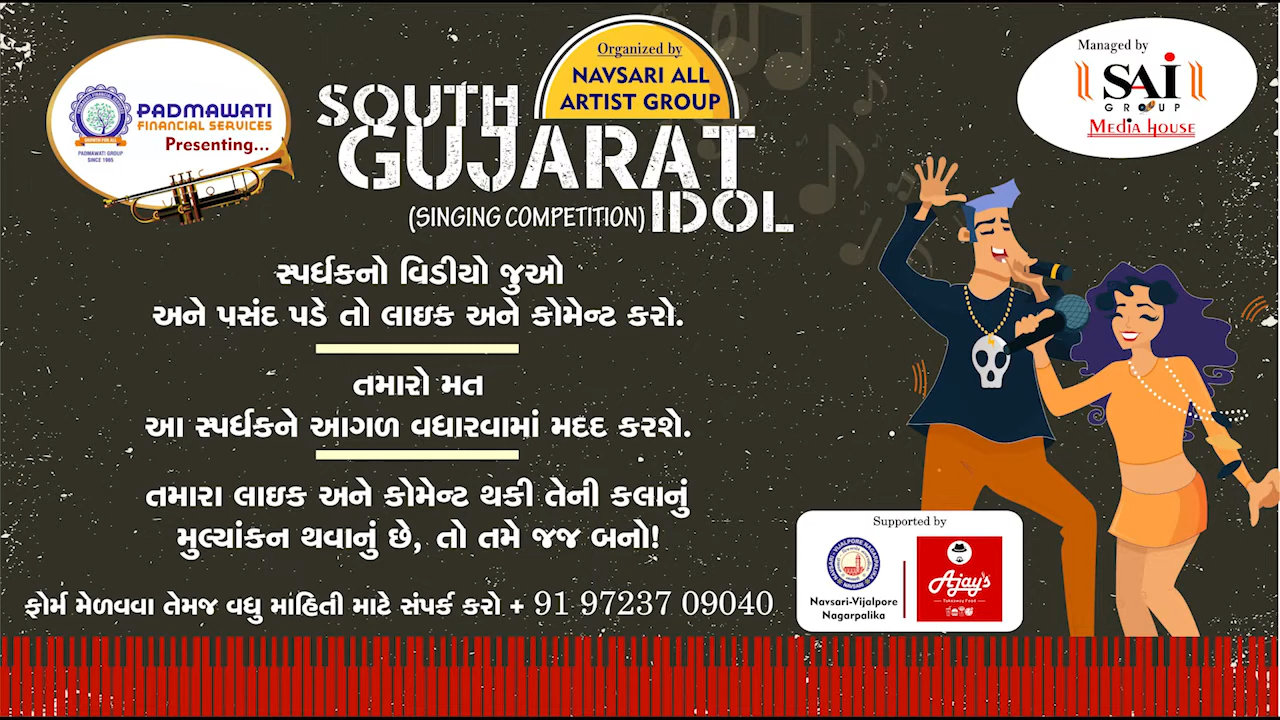 PADMAWATI
FINANCIAL SERVICES
PADMAWATI GROUP
SINCE 1985
Presenting...
Organized by
NAVSARI ALL
ARTIST GROUP
SOUTH
GUJARAT
(SINGING COMPETITION) IDOL
Managed by
SAI
GROUP
MEDIA HOUSE
સ્પર્ધકનો વિડીયો જુઓ
અને પસંદ પડે તો લાઇક અને કોમેન્ટ કરો.
તમારો મત
આ સ્પર્ધકને આગળ વધારવામાં મદદ કરશે.
તમારા લાઇક અને કોમેન્ટ થકી તેની કલાનું
મુલ્યાંકન થવાનું છે, તો તમે જજ બનો!
ફોર્મ મેળવવા તેમજ વધુ માહિતી માટે સંપર્ક કરો + 91 97237 09040
Supported by
Navsari-Vijalpore
Nagarpalika
Ajay's
Takeaway Food